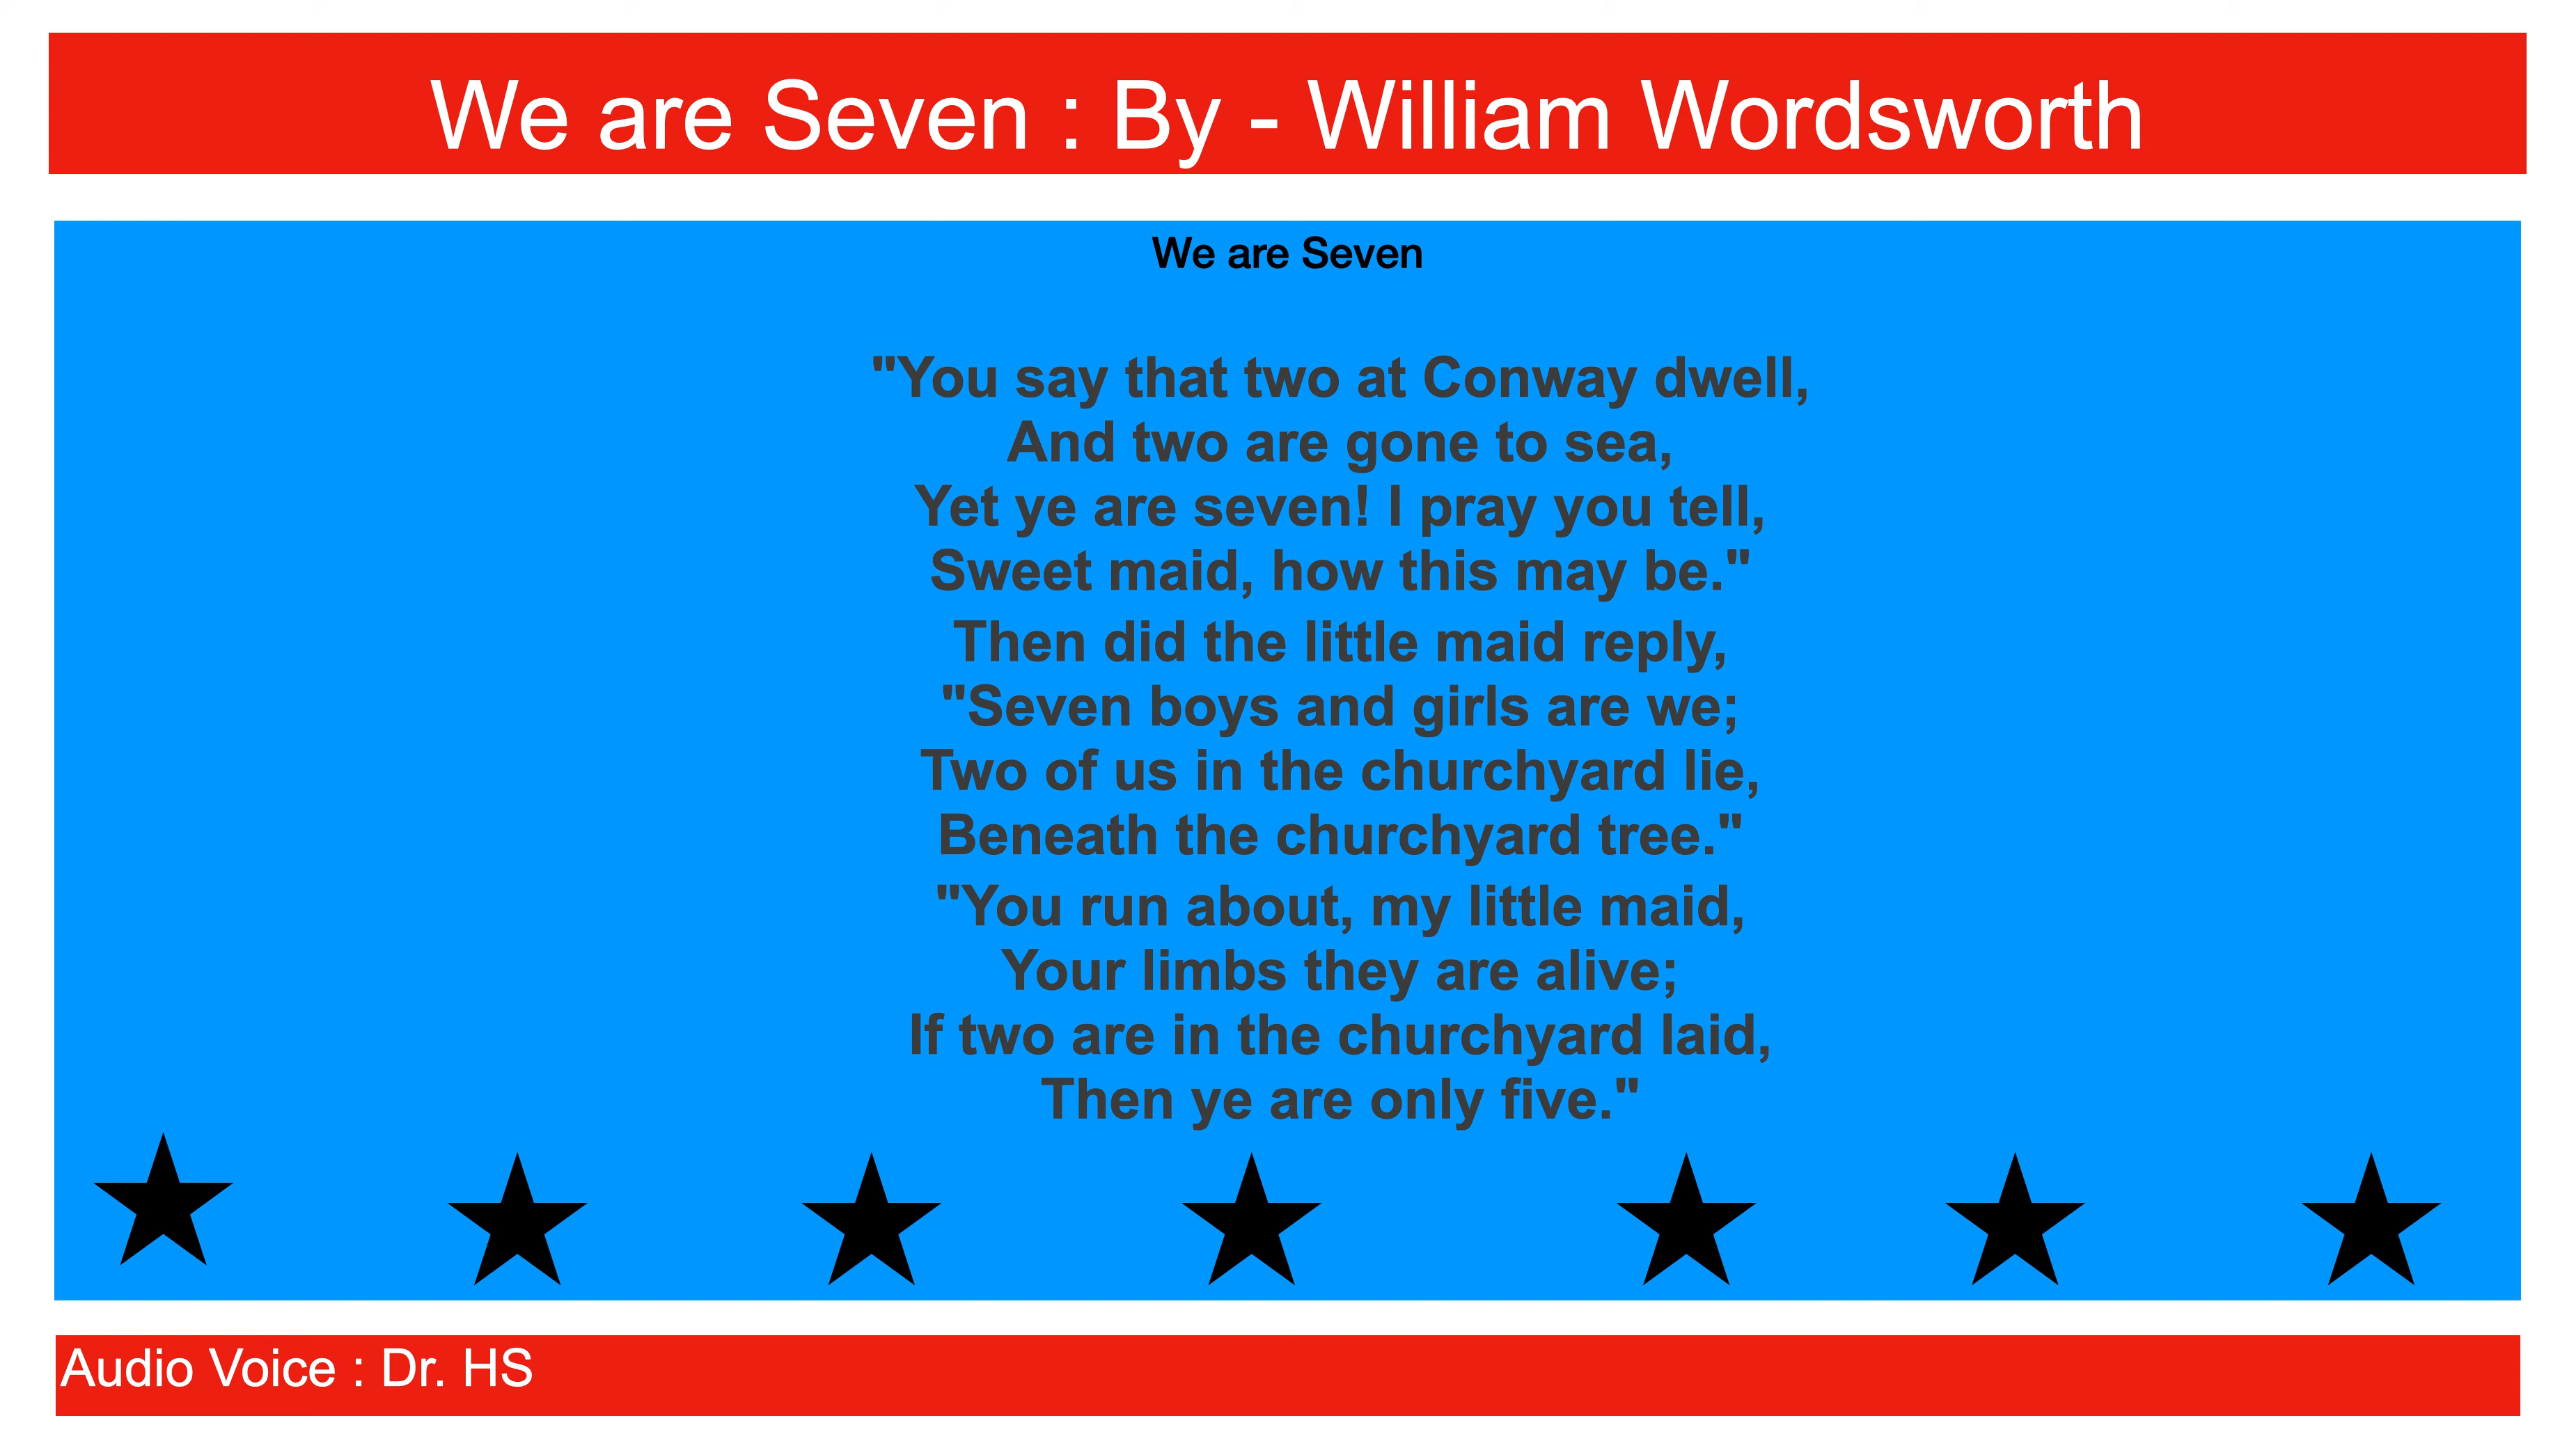 We are Seven : By - William Wordsworth
We are Seven
"You say that two at Conway dwell,
And two are gone to sea,
Yet ye are seven! I pray you tell,
Sweet maid, how this may be."
Then did the little maid reply,
"Seven boys and girls are we;
Two of us in the churchyard lie,
Beneath the churchyard tree."
"You run about, my little maid,
Your limbs they are alive;
If two are in the churchyard laid,
Then ye are only five."
Audio Voice : Dr. HS